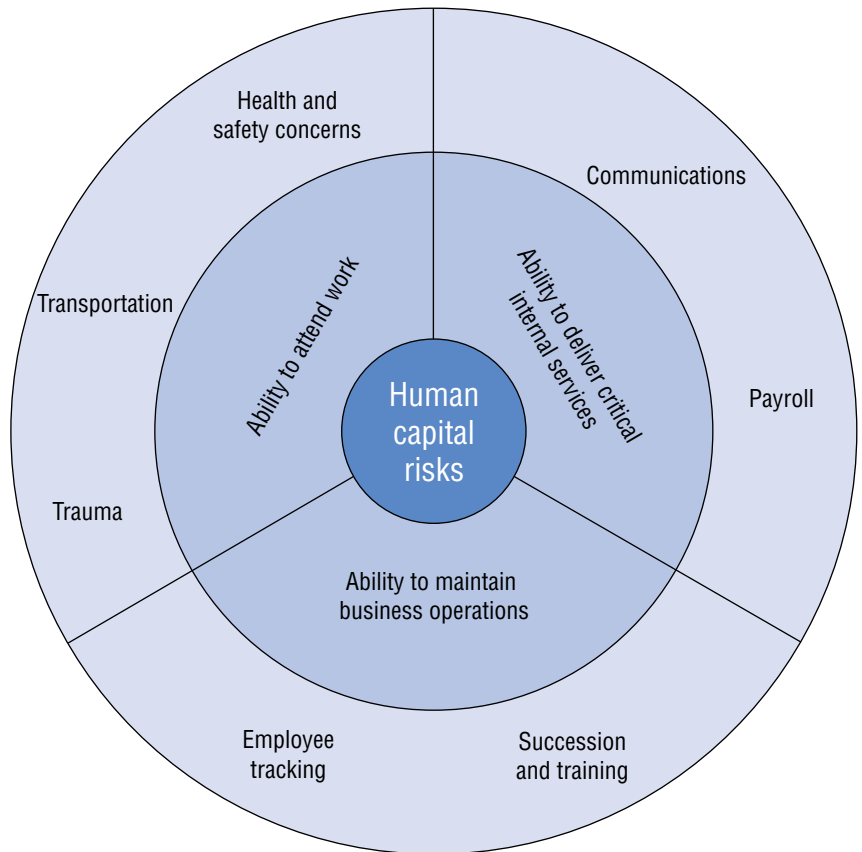 Health and
safety concerns
Communications
Transportation
Ability to attend work
Ability to deliver critical
internal services
Human
capital
risks
Payroll
Trauma
Ability to maintain
business operations
Employee
tracking
Succession
and training